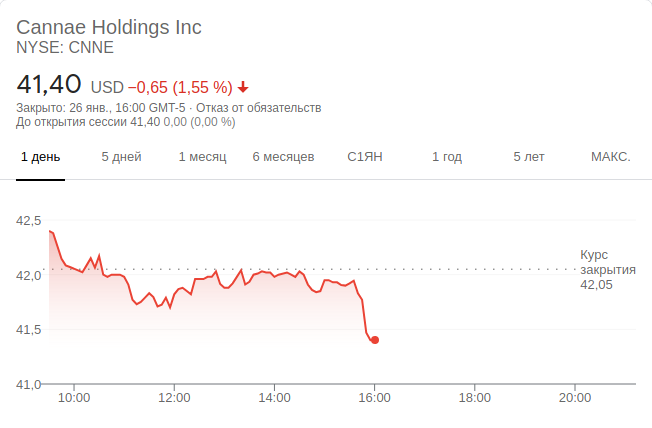 Cannae Holdings Inc
NYSE: CNNE
41,40 USD −0,65 (1,55 %)
Закрыто: 26 янв., 16:00 GMT-5 · Отказ от обязательств
До открытия сессии 41,40 0,00 (0,00 %)
1 день 5 дней 1 месяц 6 месяцев С1ЯН 1 год 5 лет МАКС.
42,5
Курс
закрытия
42,05
42,0
41,5
41,0
10:00 12:00 14:00 16:00 18:00 20:00